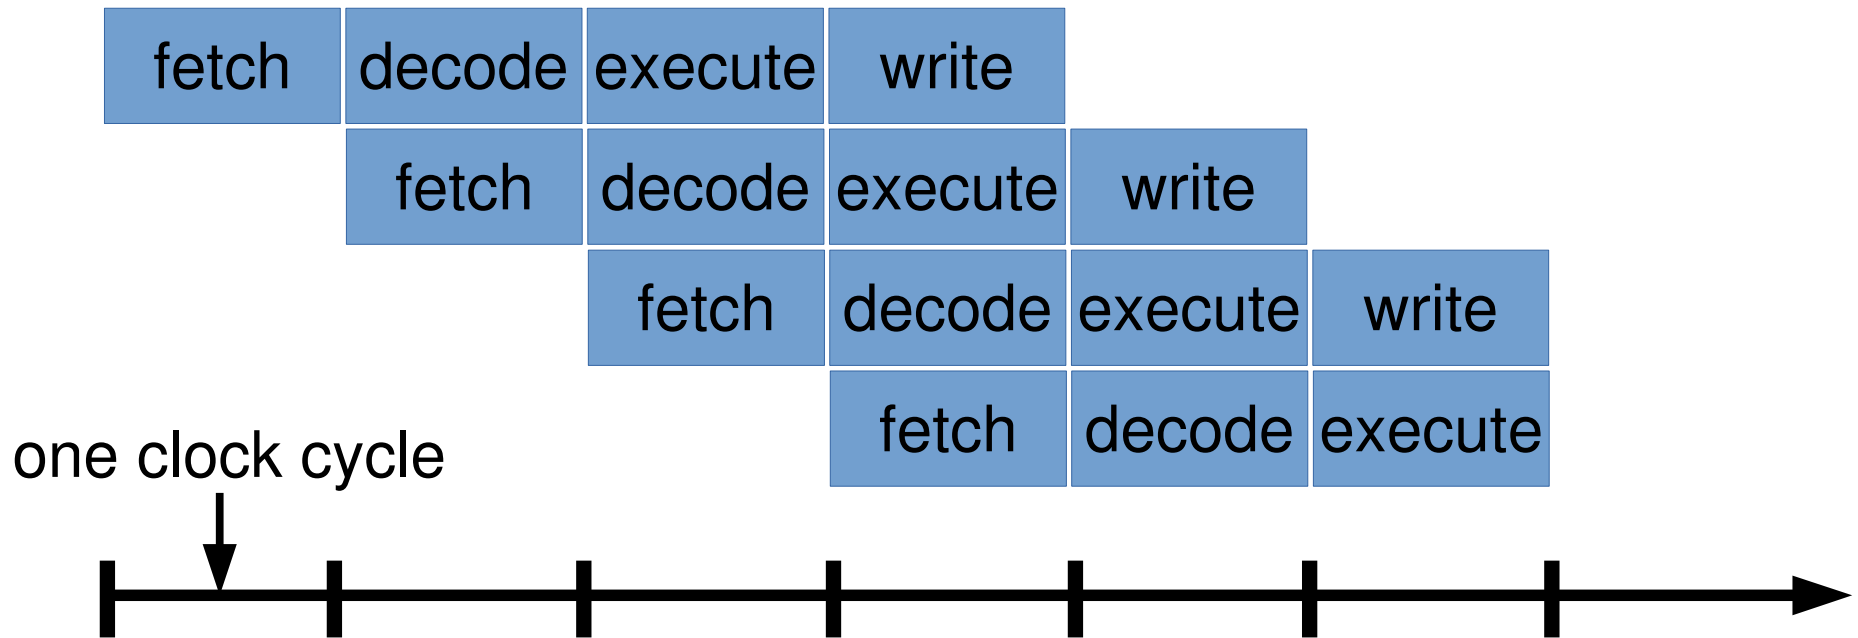 fetch decode execute write
fetch decode execute write
fetch decode execute write
fetch decode execute
one clock cycle